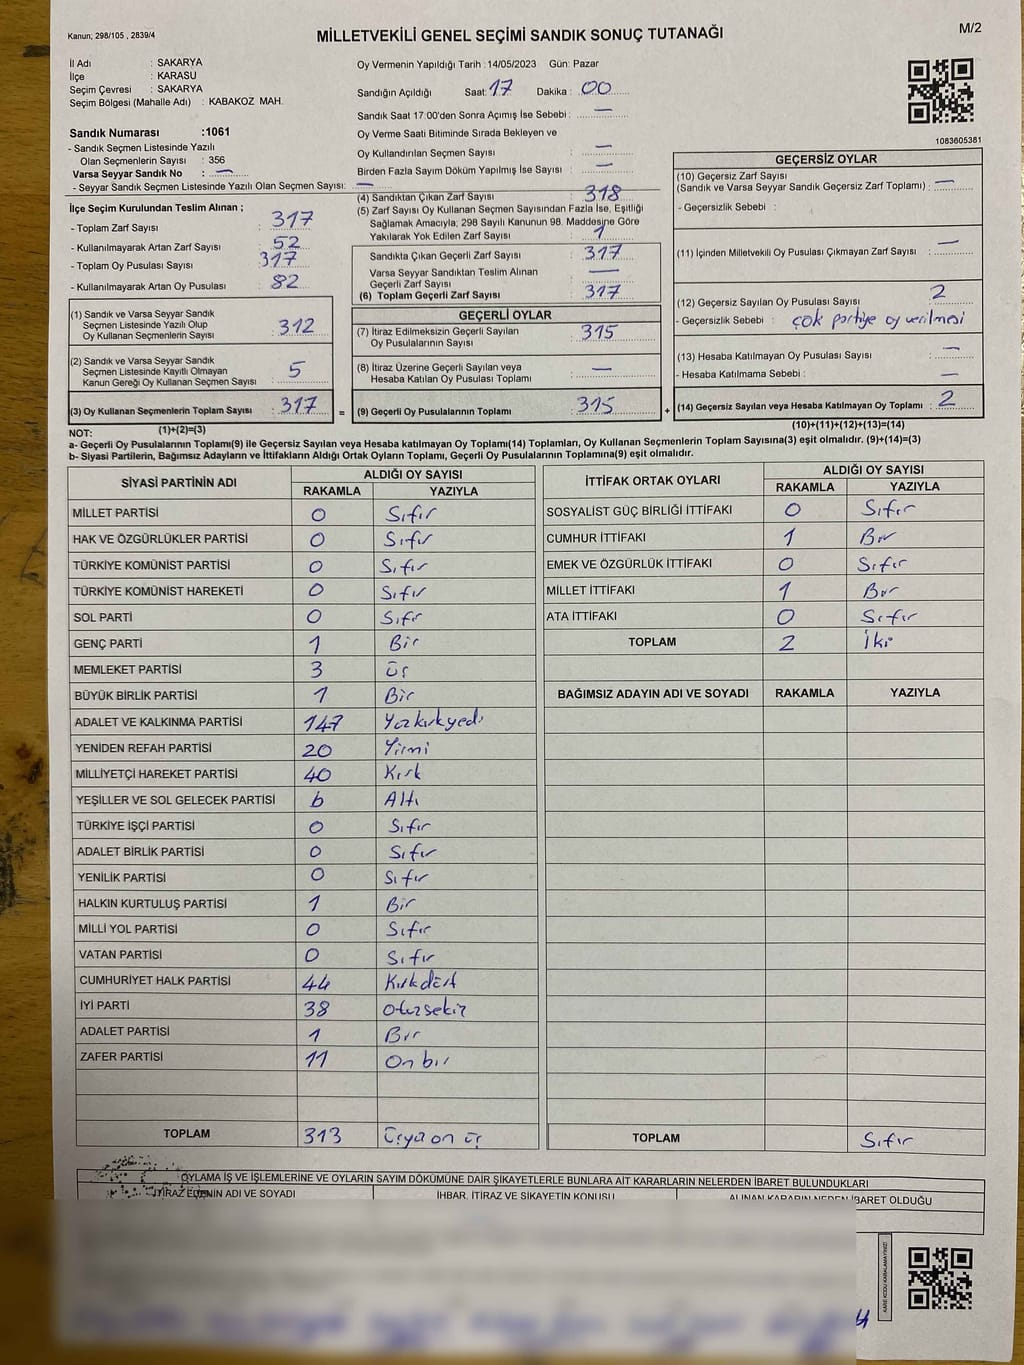 Kanun; 298/105 , 2839/4
MİLLETVEKİLİ GENEL SEÇİMİ SANDIK SONUÇ TUTANAĞI
M/2
İl Adı : SAKARYA
İlçe : KARASU
Seçim Çevresi : SAKARYA
Seçim Bölgesi (Mahalle Adı) : KABAKOZ MAH.
Sandık Numarası :1061
- Sandık Seçmen Listesinde Yazılı
Olan Seçmenlerin Sayısı : 356
Varsa Seyyar Sandık No : —
- Seyyar Sandık Seçmen Listesinde Yazılı Olan Seçmen Sayısı: —
Oy Vermenin Yapıldığı Tarih :14/05/2023 Gün: Pazar
Sandığın Açıldığı Saat: 17 Dakika : 00
Sandık Saat 17:00'den Sonra Açımış İse Sebebi : —
Oy Verme Saati Bitiminde Sırada Bekleyen ve
Oy Kullandırılan Seçmen Sayısı : —
Birden Fazla Sayım Döküm Yapılmış İse Sayısı : —
1083605381
İlçe Seçim Kurulundan Teslim Alınan ;
- Toplam Zarf Sayısı : 317
- Kullanılmayarak Artan Zarf Sayısı : 52
- Toplam Oy Pusulası Sayısı : 317
- Kullanılmayarak Artan Oy Pusulası : 82
(1) Sandık ve Varsa Seyyar Sandık
Seçmen Listesinde Yazılı Olup
Oy Kullanan Seçmenlerin Sayısı : 312
(2) Sandık ve Varsa Seyyar Sandık
Seçmen Listesinde Kayıtlı Olmayan
Kanun Gereği Oy Kullanan Seçmen Sayısı : 5
(3) Oy Kullanan Seçmenlerin Toplam Sayısı : 317
(4) Sandıktan Çıkan Zarf Sayısı : 318
(5) Zarf Sayısı Oy Kullanan Seçmen Sayısından Fazla İse, Eşitliği
Sağlamak Amacıyla; 298 Sayılı Kanunun 98. Maddesine Göre
Yakılarak Yok Edilen Zarf Sayısı : 1
Sandıkta Çıkan Geçerli Zarf Sayısı : 317
Varsa Seyyar Sandıktan Teslim Alınan
Geçerli Zarf Sayısı : —
(6) Toplam Geçerli Zarf Sayısı : 317
GEÇERLİ OYLAR
(7) İtiraz Edilmeksizin Geçerli Sayılan
Oy Pusulalarının Sayısı : 315
(8) İtiraz Üzerine Geçerli Sayılan veya
Hesaba Katılan Oy Pusulası Toplamı : —
= (9) Geçerli Oy Pusulalarının Toplamı : 315 +
GEÇERSİZ OYLAR
(10) Geçersiz Zarf Sayısı
(Sandık ve Varsa Seyyar Sandık Geçersiz Zarf Toplamı) : —
- Geçersizlik Sebebi :
(11) İçinden Milletvekili Oy Pusulası Çıkmayan Zarf Sayısı : —
(12) Geçersiz Sayılan Oy Pusulası Sayısı : 2
- Geçersizlik Sebebi : çok partiye oy verilmesi
(13) Hesaba Katılmayan Oy Pusulası Sayısı : —
- Hesaba Katılmama Sebebi : —
(14) Geçersiz Sayılan veya Hesaba Katılmayan Oy Toplamı : 2
NOT: (1)+(2)=(3)
(10)+(11)+(12)+(13)=(14)
a- Geçerli Oy Pusulalarının Toplamı(9) ile Geçersiz Sayılan veya Hesaba katılmayan Oy Toplamı(14) Toplamları, Oy Kullanan Seçmenlerin Toplam Sayısına(3) eşit olmalıdır. (9)+(14)=(3)
b- Siyasi Partilerin, Bağımsız Adayların ve İttifakların Aldığı Ortak Oyların Toplamı, Geçerli Oy Pusulalarının Toplamına(9) eşit olmalıdır.
SİYASİ PARTİNİN ADI ALDIĞI OY SAYISI
RAKAMLA YAZIYLA
MİLLET PARTİSİ 0 Sıfır
HAK VE ÖZGÜRLÜKLER PARTİSİ 0 Sıfır
TÜRKİYE KOMÜNİST PARTİSİ 0 Sıfır
TÜRKİYE KOMÜNİST HAREKETİ 0 Sıfır
SOL PARTİ 0 Sıfır
GENÇ PARTİ 1 Bir
MEMLEKET PARTİSİ 3 Üç
BÜYÜK BİRLİK PARTİSİ 1 Bir
ADALET VE KALKINMA PARTİSİ 147 Yüzkırkyedi
YENİDEN REFAH PARTİSİ 20 Yirmi
MİLLİYETÇİ HAREKET PARTİSİ 40 Kırk
YEŞİLLER VE SOL GELECEK PARTİSİ 6 Altı
TÜRKİYE İŞÇİ PARTİSİ 0 Sıfır
ADALET BİRLİK PARTİSİ 0 Sıfır
YENİLİK PARTİSİ 0 Sıfır
HALKIN KURTULUŞ PARTİSİ 1 Bir
MİLLİ YOL PARTİSİ 0 Sıfır
VATAN PARTİSİ 0 Sıfır
CUMHURİYET HALK PARTİSİ 44 Kırkdört
İYİ PARTİ 38 otuzsekiz
ADALET PARTİSİ 1 Bir
ZAFER PARTİSİ 11 On bir
TOPLAM 313 Üçyüz on üç
İTTİFAK ORTAK OYLARI ALDIĞI OY SAYISI
RAKAMLA YAZIYLA
SOSYALİST GÜÇ BİRLİĞİ İTTİFAKI 0 Sıfır
CUMHUR İTTİFAKI 1 Bir
EMEK VE ÖZGÜRLÜK İTTİFAKI 0 Sıfır
MİLLET İTTİFAKI 1 Bir
ATA İTTİFAKI 0 Sıfır
TOPLAM 2 İki
BAĞIMSIZ ADAYIN ADI VE SOYADI RAKAMLA YAZIYLA
TOPLAM Sıfır
OYLAMA İŞ VE İŞLEMLERİNE VE OYLARIN SAYIM DÖKÜMÜNE DAİR ŞİKAYETLERLE BUNLARA AİT KARARLARIN NELERDEN İBARET BULUNDUKLARI
İTİRAZ EDENİN ADI VE SOYADI İHBAR, İTİRAZ VE ŞİKAYETİN KONUSU ALINAN KARARIN NEDEN İBARET OLDUĞU